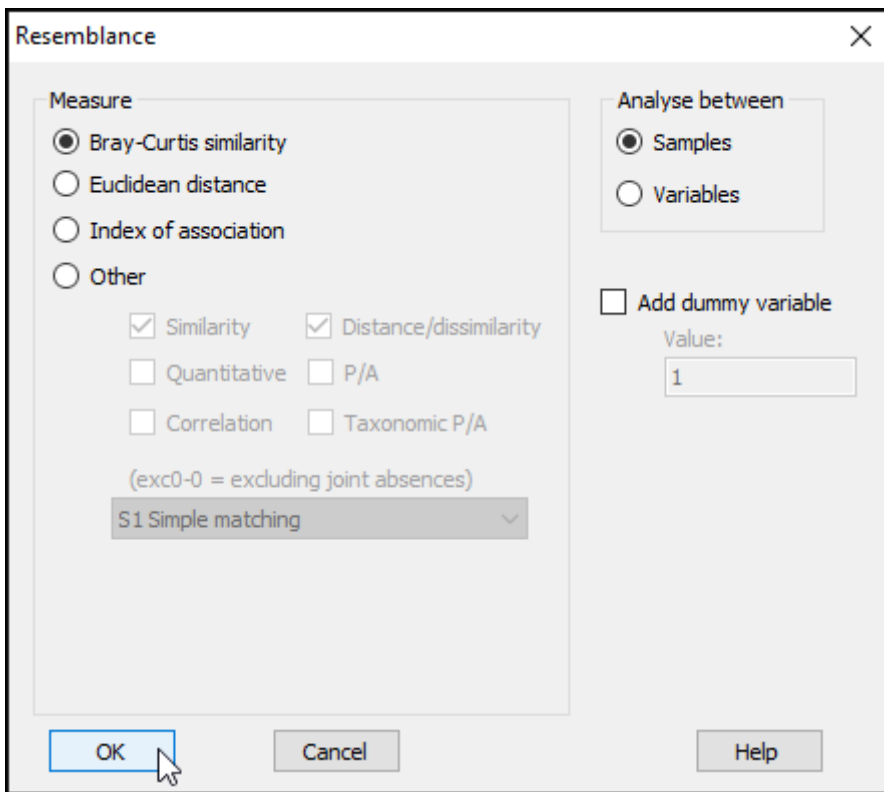 Resemblance
Measure
Bray-Curtis similarity
Euclidean distance
Index of association
Other
Similarity
Distance/dissimilarity
Quantitative
P/A
Correlation
Taxonomic P/A
(exc0-0 = excluding joint absences)
S1 Simple matching
Analyse between
Samples
Variables
Add dummy variable
Value:
1
OK
Cancel
Help